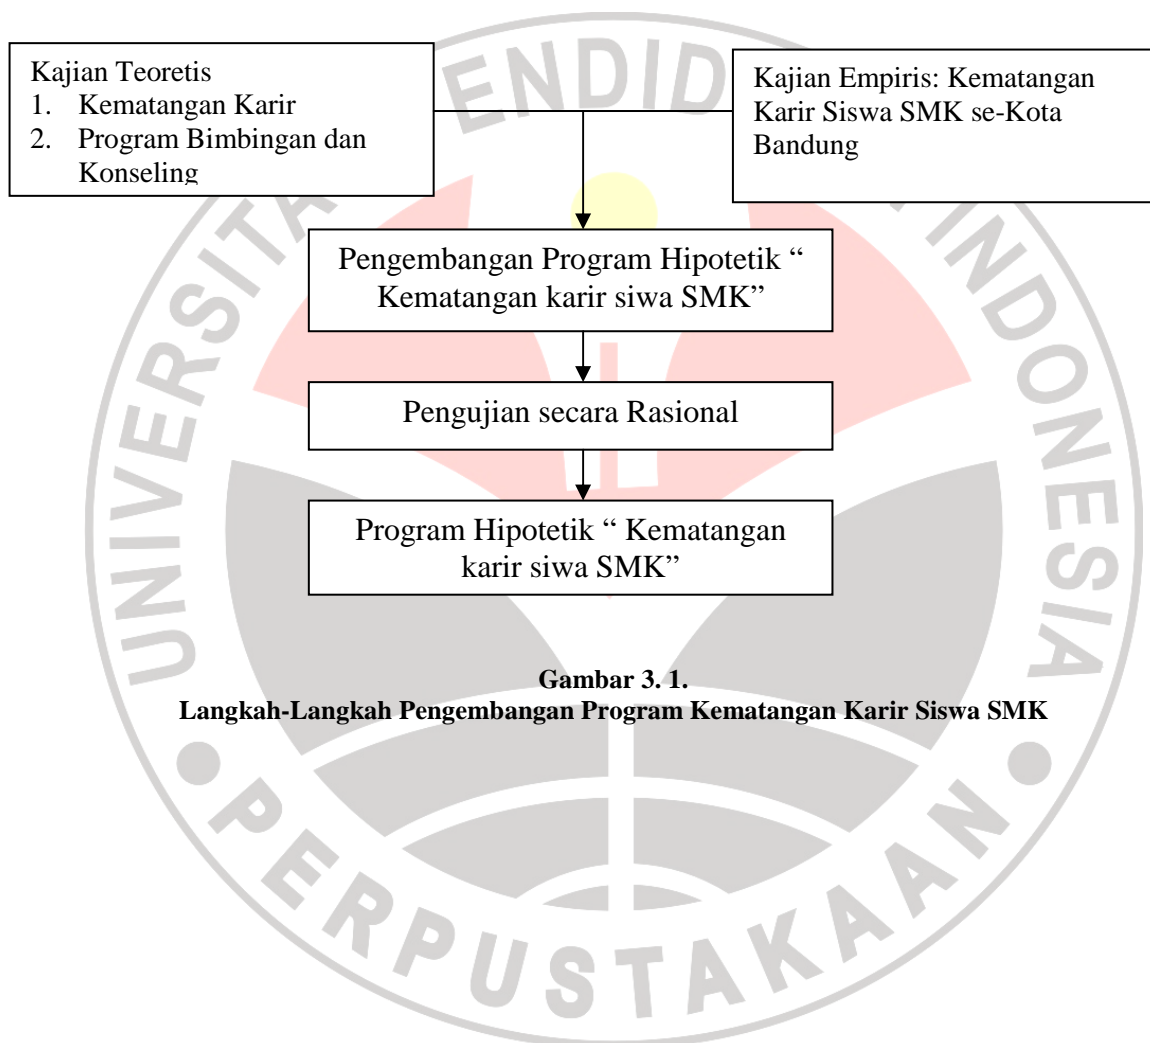 Kajian Teoretis
1. Kematangan Karir
2. Program Bimbingan dan
Konseling
Kajian Empiris: Kematangan
Karir Siswa SMK se-Kota
Bandung
Pengembangan Program Hipotetik “
Kematangan karir siwa SMK”
Pengujian secara Rasional
Program Hipotetik “ Kematangan
karir siwa SMK”
Gambar 3. 1.
Langkah-Langkah Pengembangan Program Kematangan Karir Siswa SMK
UNIVERSITA ENDID INDONESIA
PERPUSTAKAAN